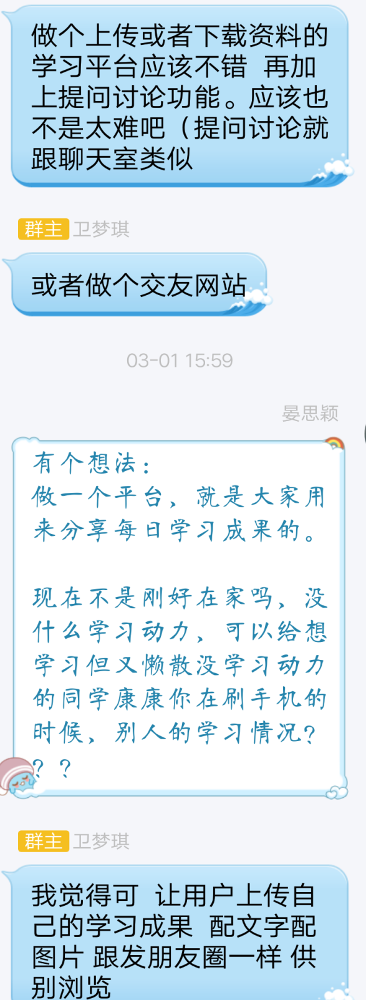 做个上传或者下载资料的
学习平台应该不错 再加
上提问讨论功能。应该也
不是太难吧（提问讨论就
跟聊天室类似
群主 卫梦琪
或者做个交友网站
03-01 15:59
晏思颖
有个想法：
做一个平台、就是大家用
来分享每日学习成果的。
现在不是刚好在家吗、没
什么学习动力、可以给想
学习但又懒散没学习动力
的同学康康你在刷手机的
时候、别人的学习情况？
？？
群主 卫梦琪
我觉得可 让用户上传自
己的学习成果 配文字配
图片 跟发朋友圈一样 供
别浏览